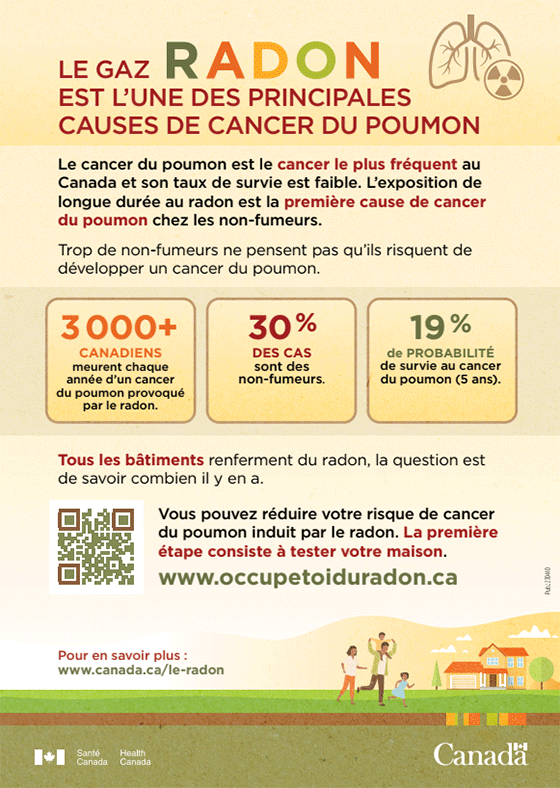 LE GAZ RADON
EST L'UNE DES PRINCIPALES
CAUSES DE CANCER DU POUMON
Le cancer du poumon est le cancer le plus fréquent au
Canada et son taux de survie est faible. L'exposition de
longue durée au radon est la première cause de cancer
du poumon chez les non-fumeurs.
Trop de non-fumeurs ne pensent pas qu'ils risquent de
développer un cancer du poumon.
3 000+
CANADIENS
meurent chaque
année d'un cancer
du poumon provoqué
par le radon.
30 %
DES CAS
sont des
non-fumeurs.
19 %
de PROBABILITÉ
de survie au cancer
du poumon (5 ans).
Tous les bâtiments renferment du radon, la question est
de savoir combien il y en a.
Vous pouvez réduire votre risque de cancer
du poumon induit par le radon. La première
étape consiste à tester votre maison.
www.occupetoiduradon.ca
Pour en savoir plus :
www.canada.ca/le-radon
Santé
Canada
Health
Canada
Canada